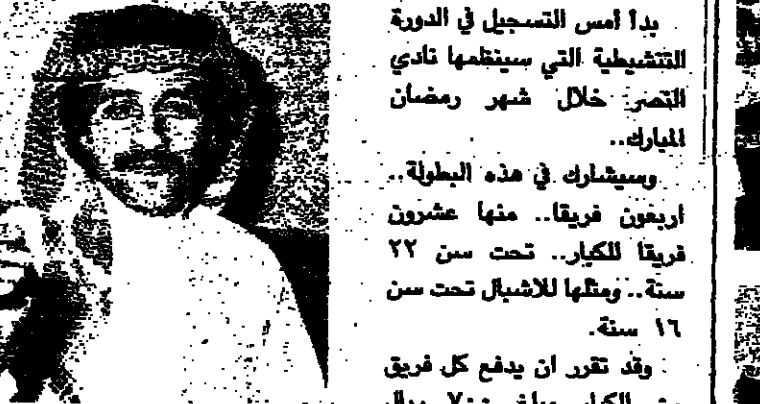 بدأ امس التسجيل في الدورة
التنشيطية التي سينظمها نادي
النصر خلال شهر رمضان
المبارك..
وسيشارك في هذه البطولة..
اربعون فريقا.. منها عشرون
فريقا للكبار.. تحت سن ٢٢
سنة.. ومثلها للاشبال تحت سن
١٦ سنة.
وقد تقرر ان يدفع كل فريق